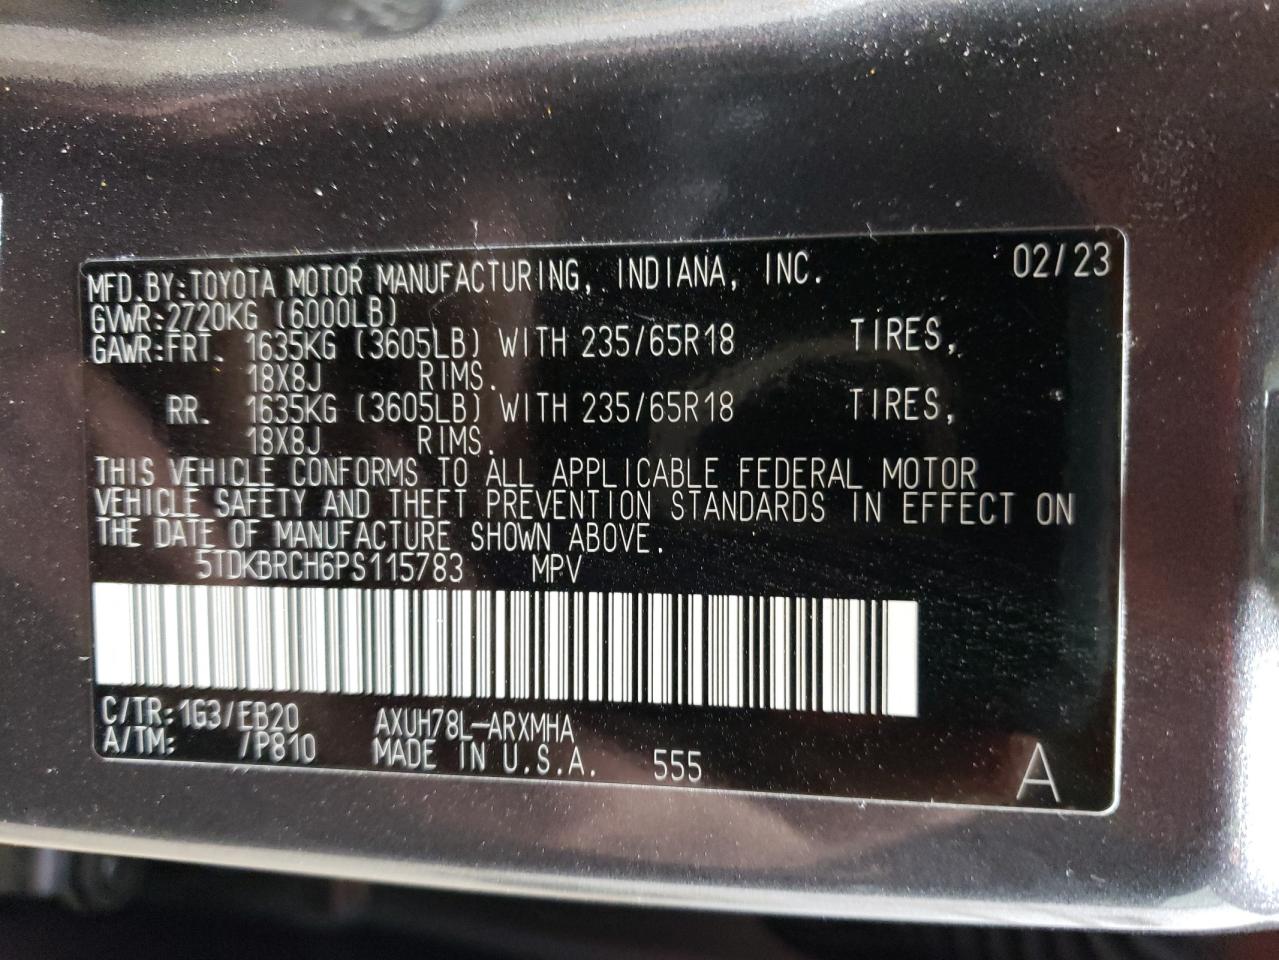 MFD.BY:TOYOTA MOTOR MANUFACTURING, INDIANA, INC. 02/23
GVWR:2720KG (6000LB)
GAWR:FRT. 1635KG (3605LB) WITH 235/65R18 TIRES,
18X8J RIMS.
RR. 1635KG (3605LB) WITH 235/65R18 TIRES,
18X8J RIMS.
THIS VEHICLE CONFORMS TO ALL APPLICABLE FEDERAL MOTOR
VEHICLE SAFETY AND THEFT PREVENTION STANDARDS IN EFFECT ON
THE DATE OF MANUFACTURE SHOWN ABOVE.
5TDKBRCH6PS115783 MPV
C/TR:1G3/EB20 AXUH78L-ARXMHA
A/TM: /P810 MADE IN U.S.A. 555 A